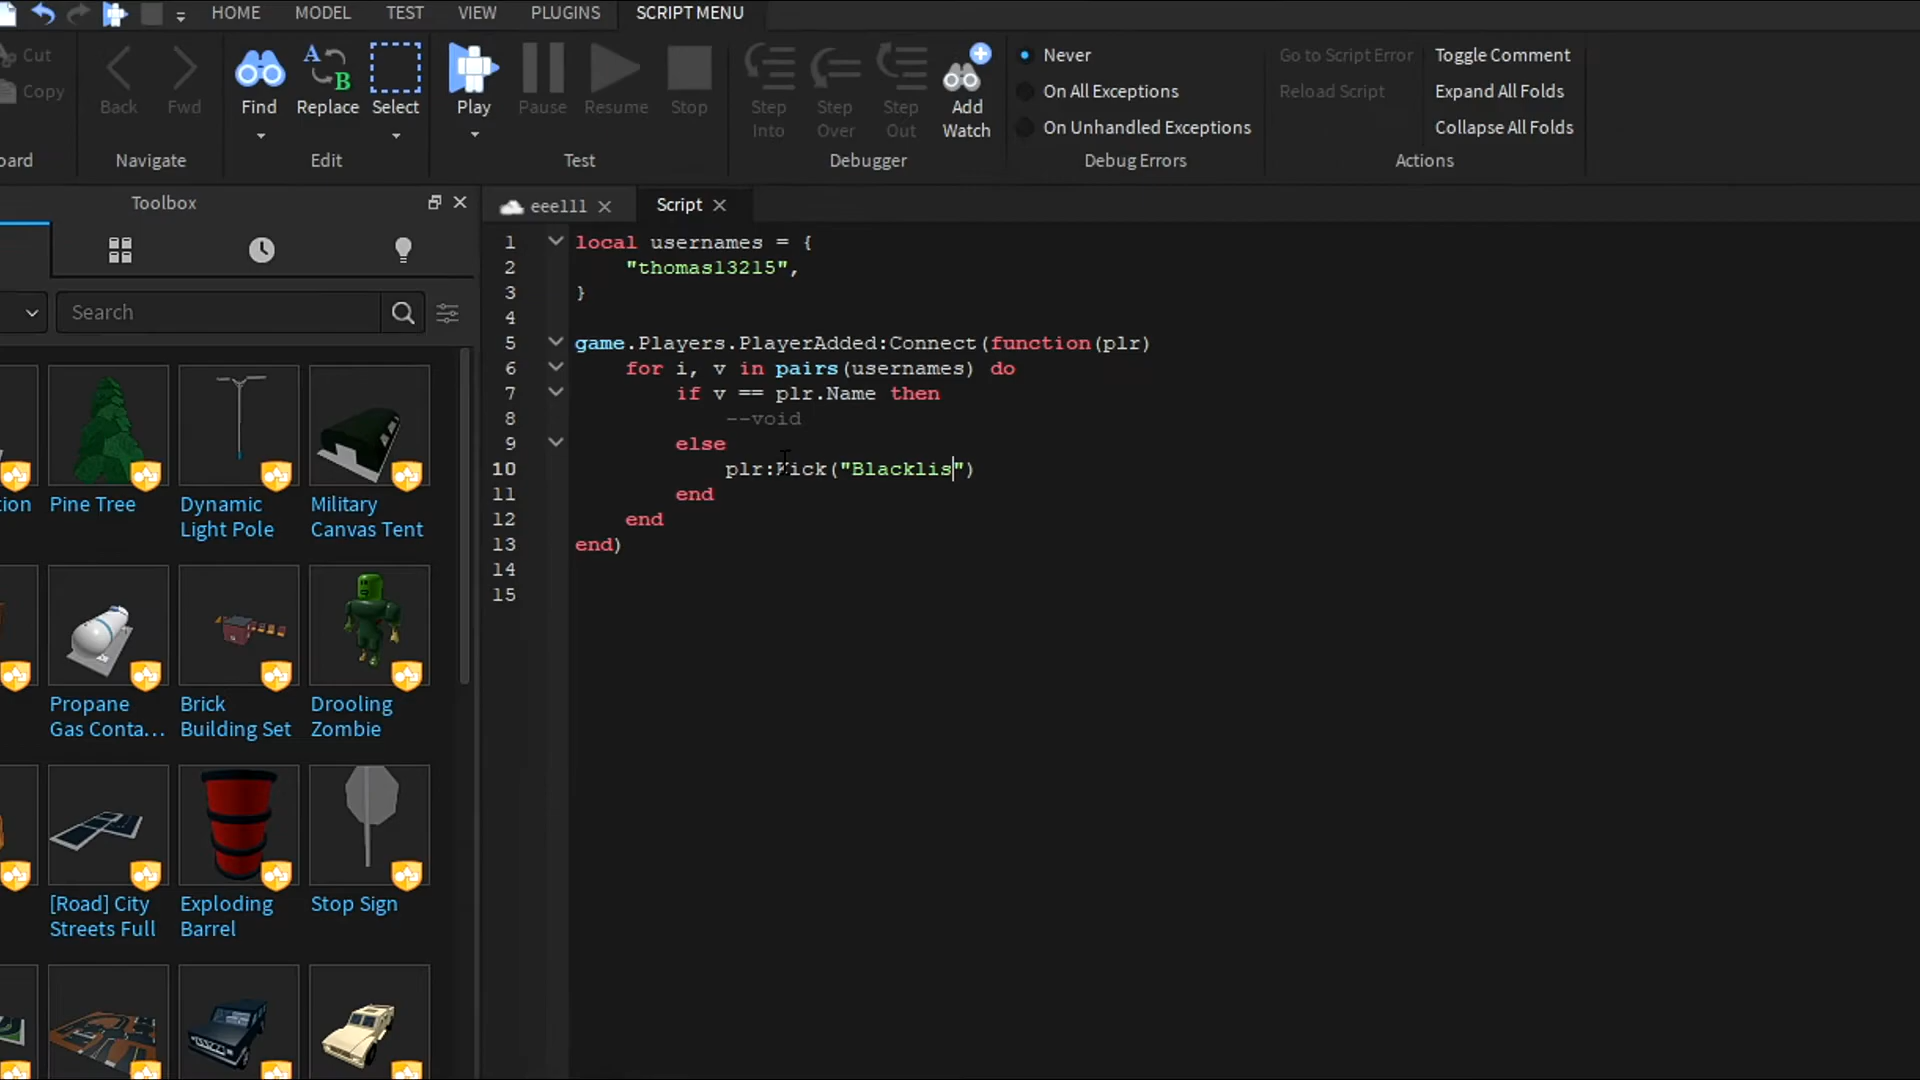 HOME MODEL TEST VIEW PLUGINS SCRIPT MENU
Cut
Copy
Back Fwd
Find
Replace
Select
Play
Pause
Resume
Stop
Step Into
Step Over
Step Out
Add Watch
Never
On All Exceptions
On Unhandled Exceptions
Go to Script Error
Reload Script
Toggle Comment
Expand All Folds
Collapse All Folds
oard Navigate Edit Test Debugger Debug Errors Actions
Toolbox
Search
tion
Pine Tree
Dynamic
Light Pole
Military
Canvas Tent
Propane
Gas Conta...
Brick
Building Set
Drooling
Zombie
[Road] City
Streets Full
Exploding
Barrel
Stop Sign
eee111 Script
1 local usernames = {
2 "thomas13215",
3 }
4
5 game.Players.PlayerAdded:Connect(function(plr)
6 for i, v in pairs(usernames) do
7 if v == plr.Name then
8 --void
9 else
10 plr:Kick("Blacklis")
11 end
12 end
13 end)
14
15